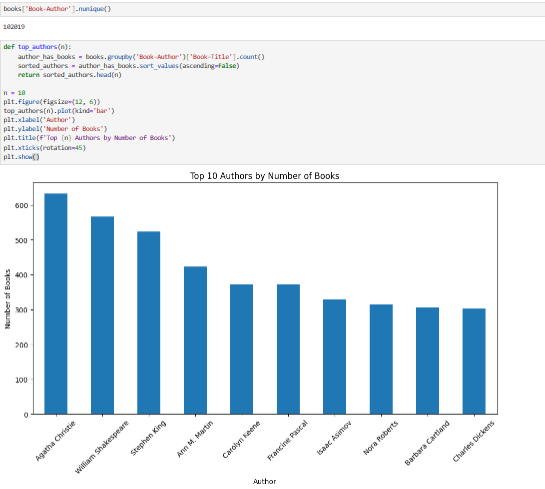 books['Book-Author'].nunique()
102019
def top_authors(n):
author_has_books = books.groupby('Book-Author')['Book-Title'].count()
sorted_authors = author_has_books.sort_values(ascending=False)
return sorted_authors.head(n)
n = 10
plt.figure(figsize=(12, 6))
top_authors(n).plot(kind='bar')
plt.xlabel('Author')
plt.ylabel('Number of Books')
plt.title(f'Top {n} Authors by Number of Books')
plt.xticks(rotation=45)
plt.show()
Top 10 Authors by Number of Books
Number of Books
600
500
400
300
200
100
0
Agatha Christie
William Shakespeare
Stephen King
Ann M. Martin
Carolyn Keene
Francine Pascal
Isaac Asimov
Nora Roberts
Barbara Cartland
Charles Dickens
Author